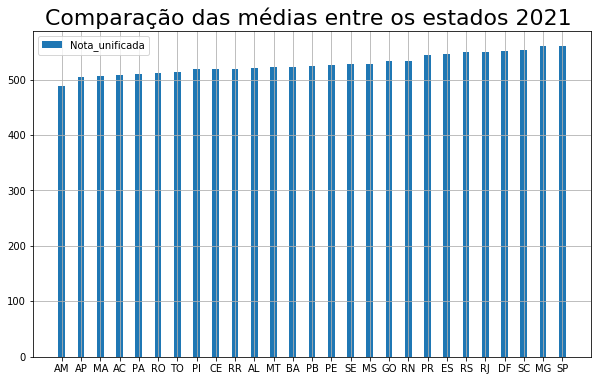 Comparação das médias entre os estados 2021
Nota_unificada
500
400
300
200
100
0
AM AP MA AC PA RO TO PI CE RR AL MT BA PB PE SE MS GO RN PR ES RS RJ DF SC MG SP